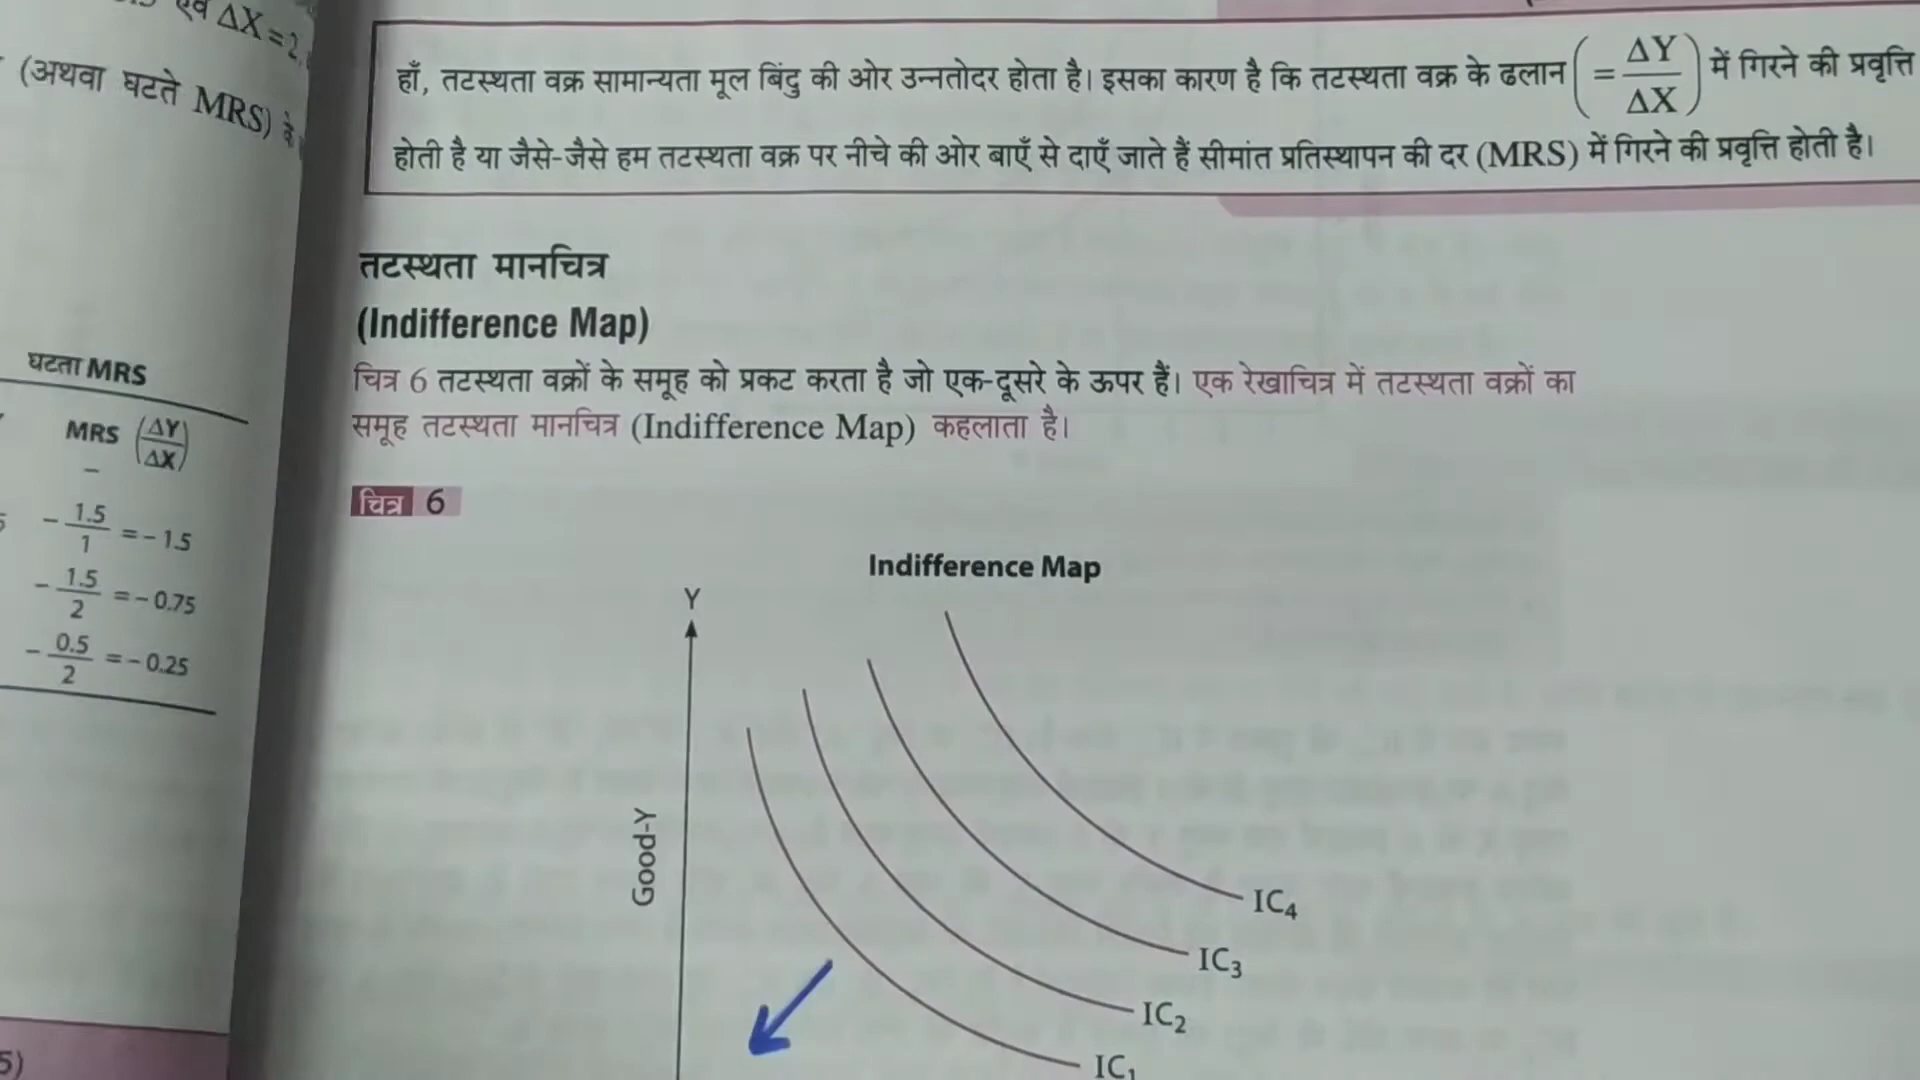 एवं ΔX=2,
(अथवा घटते MRS)
घटता MRS
MRS (ΔY/ΔX)
–
- 1.5/1 =- 1.5
- 1.5/2 =- 0.75
- 0.5/2 =- 0.25
5)
हाँ, तटस्थता वक्र सामान्यता मूल बिंदु की ओर उन्नतोदर होता है। इसका कारण है कि तटस्थता वक्र के ढलान (= ΔY/ΔX) में गिरने की प्रवृत्ति
होती है या जैसे-जैसे हम तटस्थता वक्र पर नीचे की ओर बाएँ से दाएँ जाते हैं सीमांत प्रतिस्थापन की दर (MRS) में गिरने की प्रवृत्ति होती है।
तटस्थता मानचित्र
(Indifference Map)
चित्र 6 तटस्थता वक्रों के समूह को प्रकट करता है जो एक-दूसरे के ऊपर हैं। एक रेखाचित्र में तटस्थता वक्रों का
समूह तटस्थता मानचित्र (Indifference Map) कहलाता है।
चित्र 6
Indifference Map
Y
Good-Y
IC4
IC3
IC2
IC1